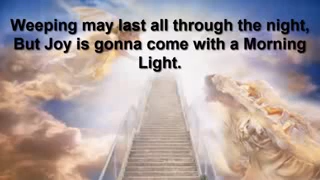 Weeping may last all through the night,
But Joy is gonna come with a Morning
Light.